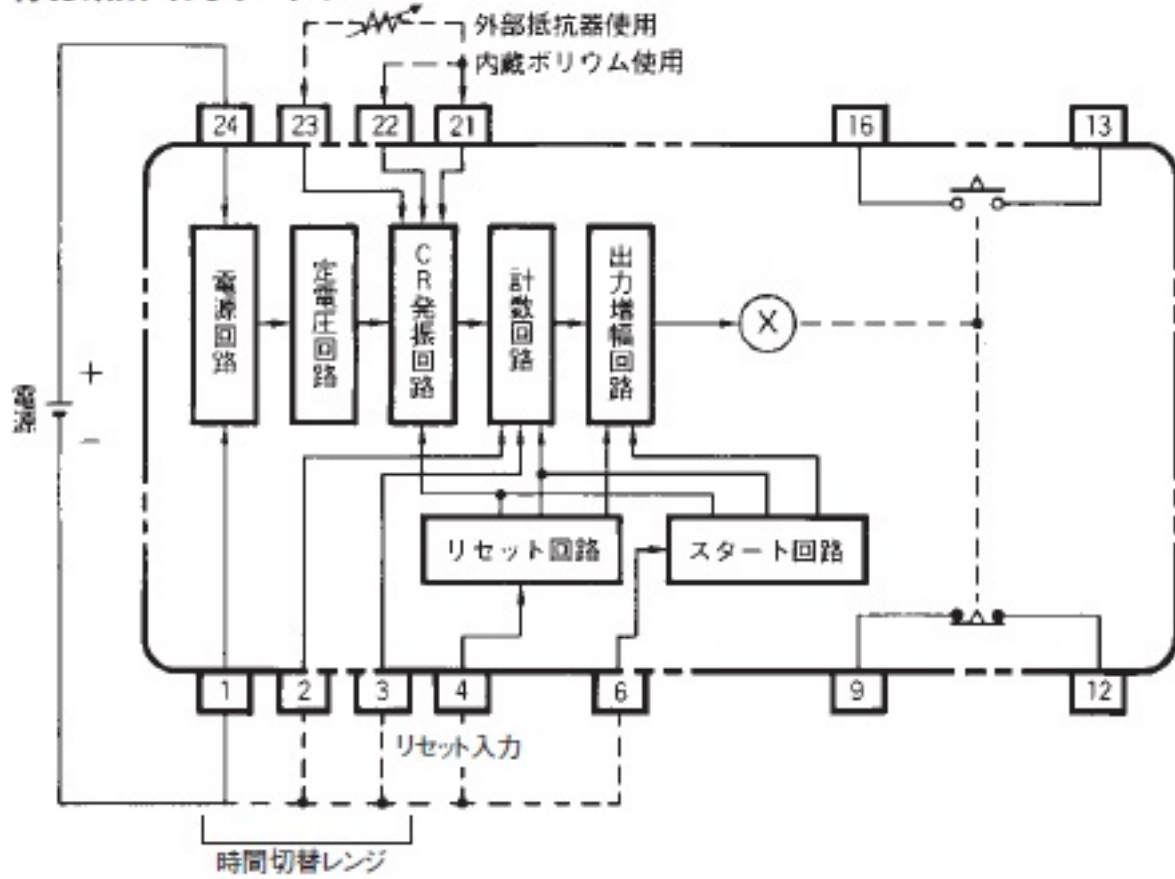 外部抵抗器使用
内蔵ボリウム使用
24 23 22 21 16 13
電源回路
定電圧回路
CR発振回路
計数回路
出力増幅回路
X
+
電源
−
リセット回路
スタート回路
1 2 3 4 6 9 12
リセット入力
時間切替レンジ